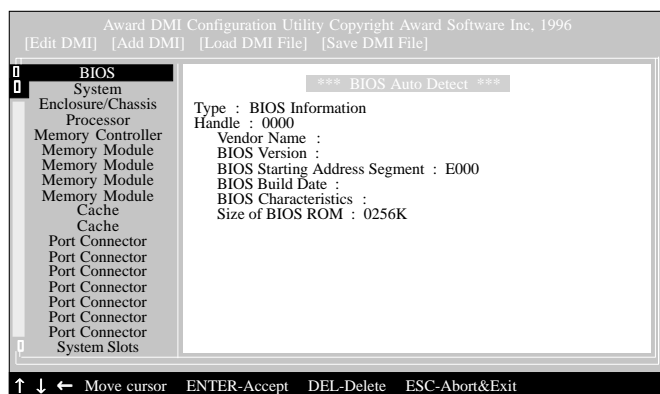 Award DMI Configuration Utility Copyright Award Software Inc, 1996
[Edit DMI] [Add DMI] [Load DMI File] [Save DMI File]
BIOS
System
Enclosure/Chassis
Processor
Memory Controller
Memory Module
Memory Module
Memory Module
Memory Module
Cache
Cache
Port Connector
Port Connector
Port Connector
Port Connector
Port Connector
Port Connector
Port Connector
System Slots
*** BIOS Auto Detect ***
Type : BIOS Information
Handle : 0000
Vendor Name :
BIOS Version :
BIOS Starting Address Segment : E000
BIOS Build Date :
BIOS Characteristics :
Size of BIOS ROM : 0256K
↑ ↓ ← Move cursor ENTER-Accept DEL-Delete ESC-Abort&Exit